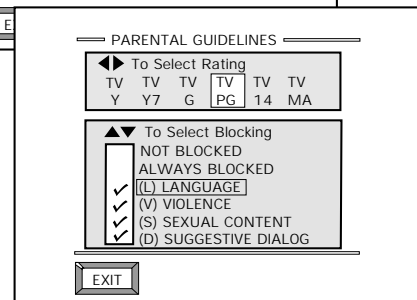 E
PARENTAL GUIDELINES
To Select Rating
TV TV TV TV TV TV
Y Y7 G PG 14 MA
To Select Blocking
NOT BLOCKED
ALWAYS BLOCKED
(L) LANGUAGE
(V) VIOLENCE
(S) SEXUAL CONTENT
(D) SUGGESTIVE DIALOG
EXIT